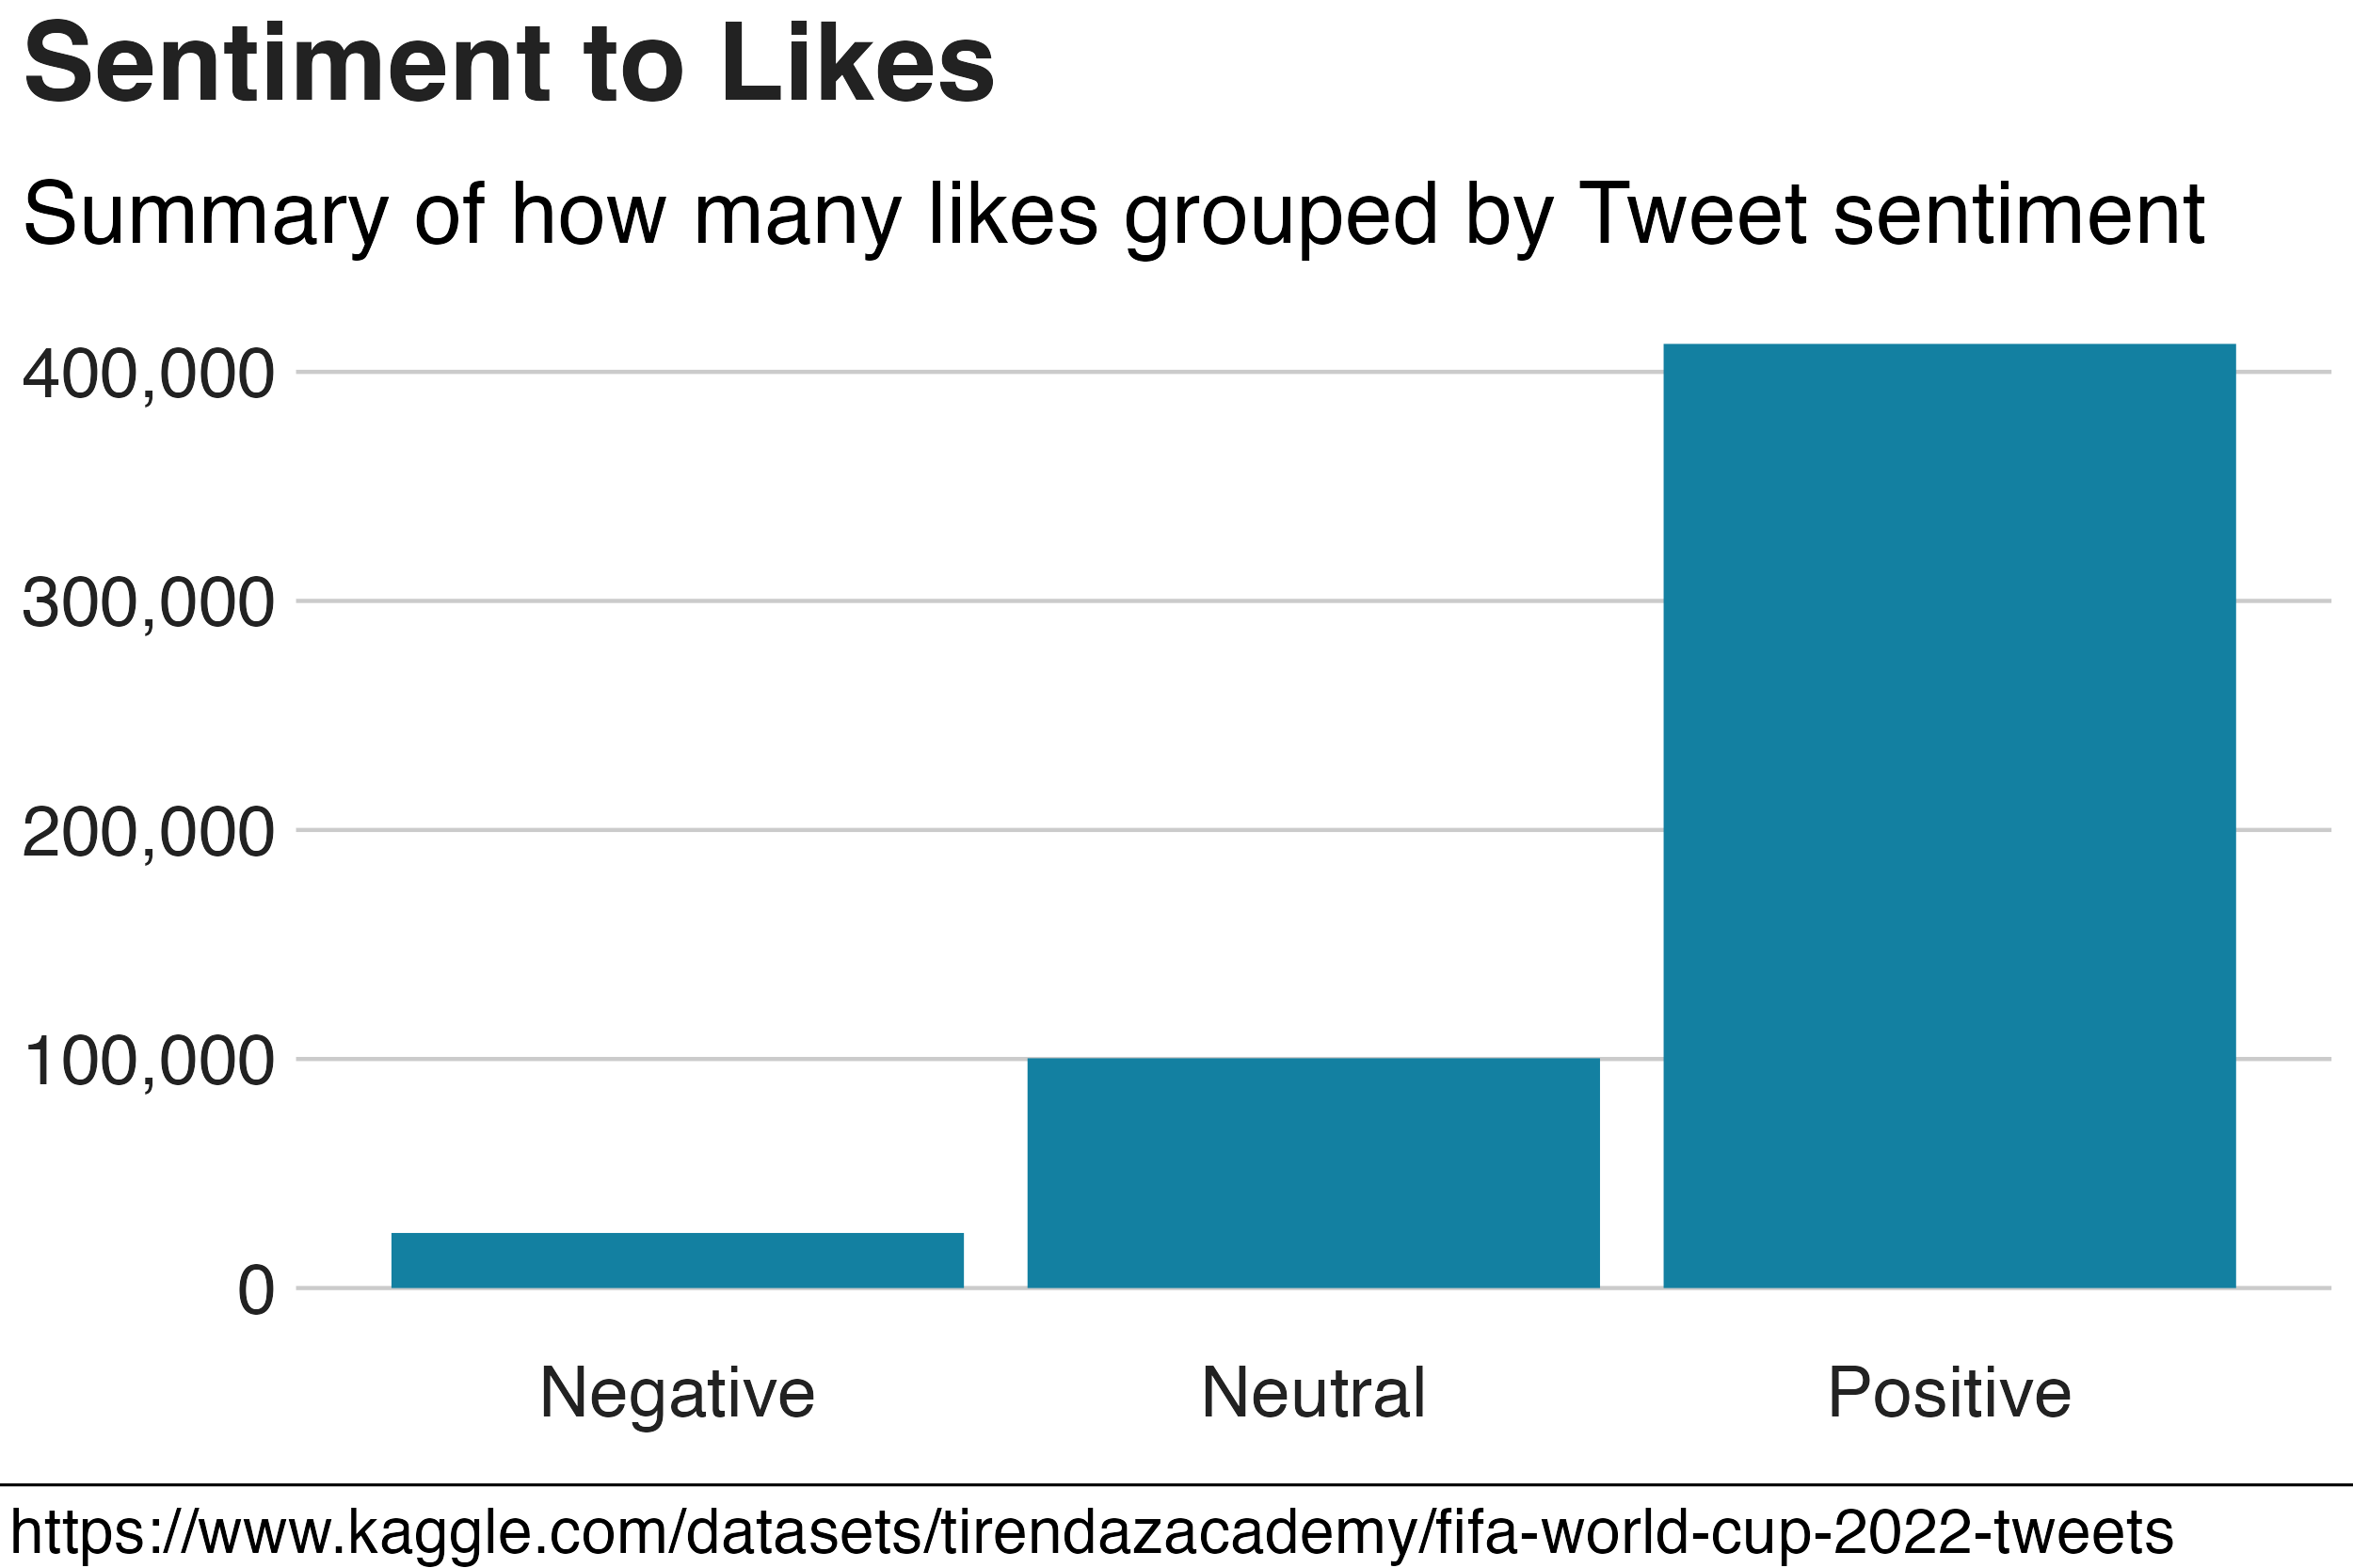 Sentiment to Likes
Summary of how many likes grouped by Tweet sentiment
400,000
300,000
200,000
100,000
0
Negative Neutral Positive
https://www.kaggle.com/datasets/tirendazacademy/fifa-world-cup-2022-tweets